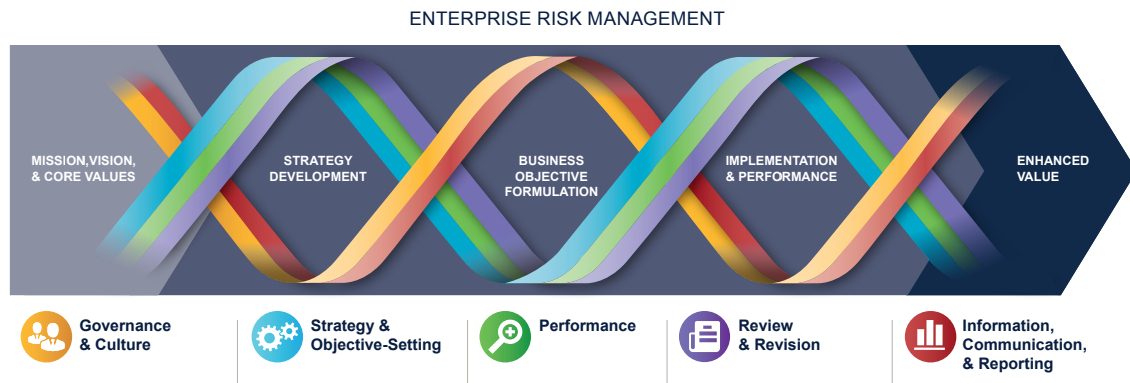 ENTERPRISE RISK MANAGEMENT
MISSION,VISION,
& CORE VALUES
STRATEGY
DEVELOPMENT
BUSINESS
OBJECTIVE
FORMULATION
IMPLEMENTATION
& PERFORMANCE
ENHANCED
VALUE
Governance
& Culture
Strategy &
Objective-Setting
Performance
Review
& Revision
Information,
Communication,
& Reporting